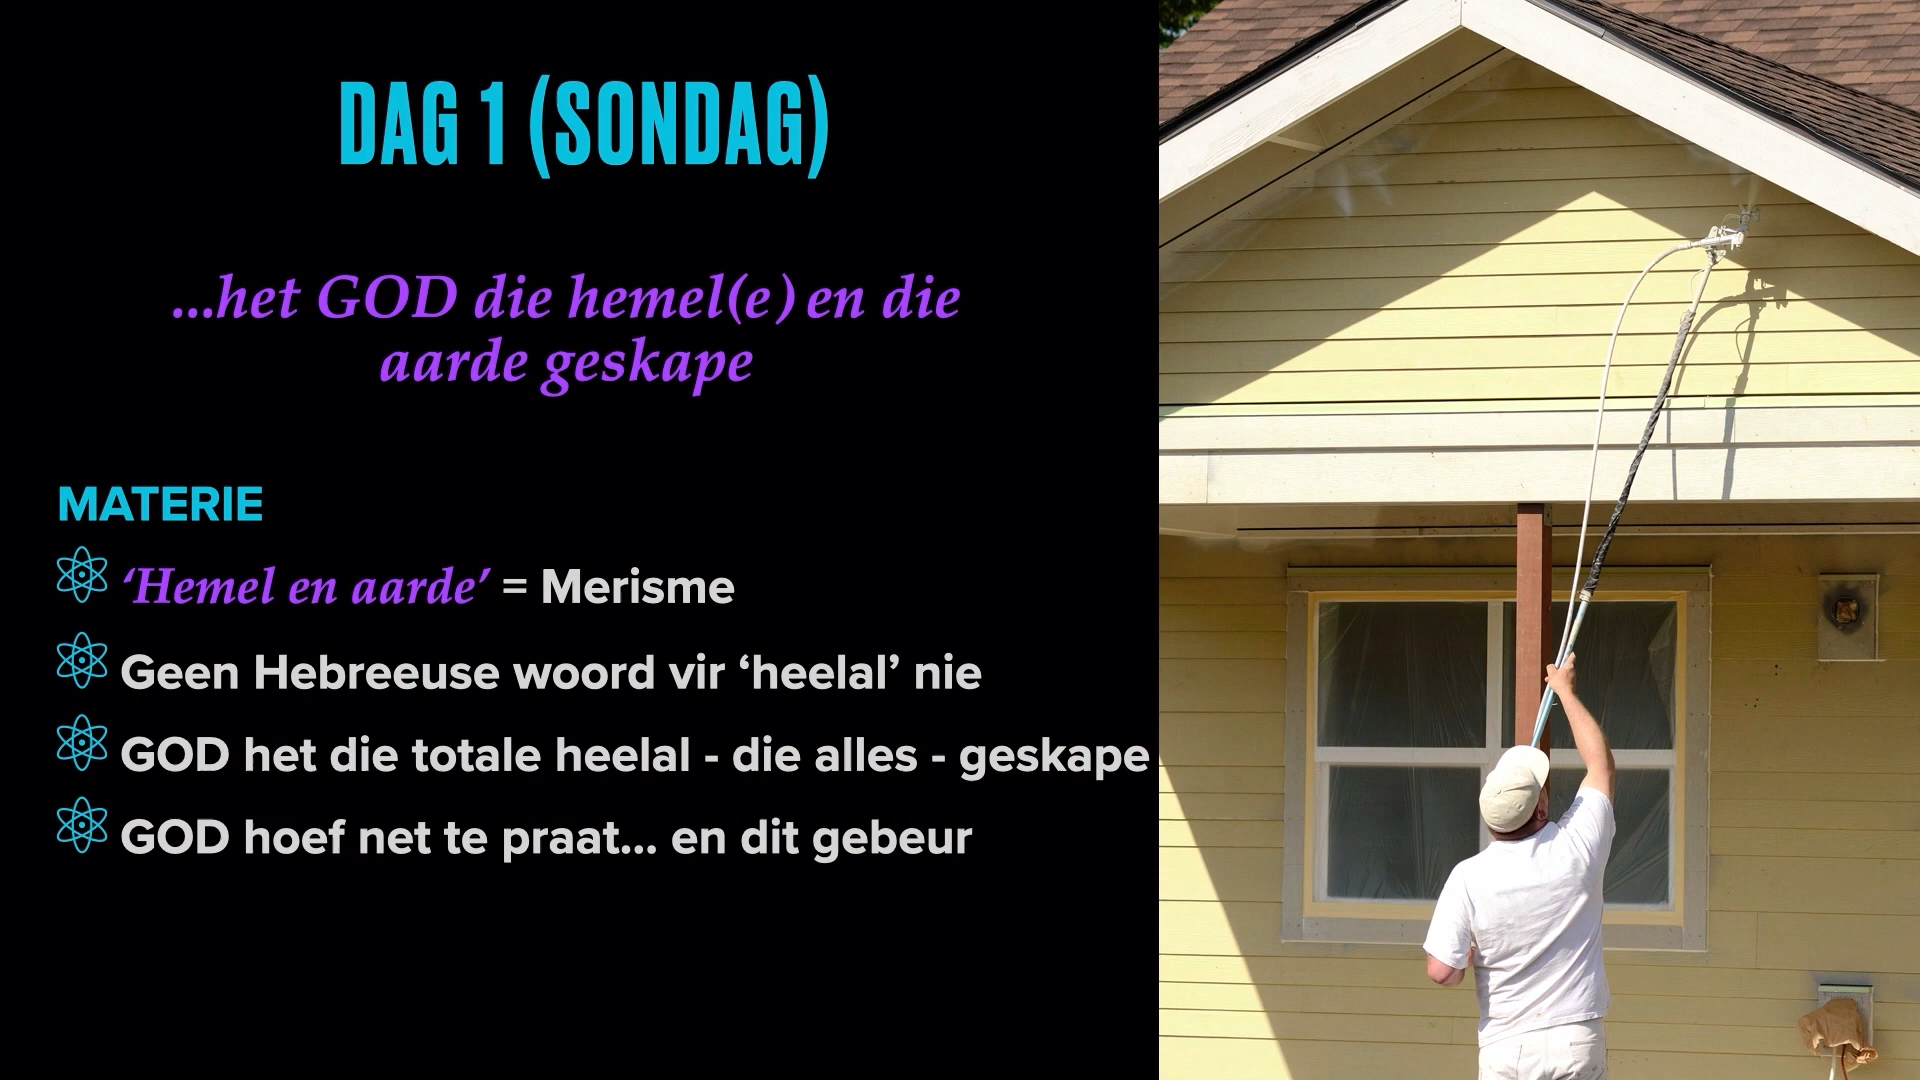 DAG 1 (SONDAG)
...het GOD die hemel(e) en die
aarde geskape
MATERIE
‘Hemel en aarde’ = Merisme
Geen Hebreeuse woord vir ‘heelal’ nie
GOD het die totale heelal - die alles - geskape
GOD hoef net te praat... en dit gebeur